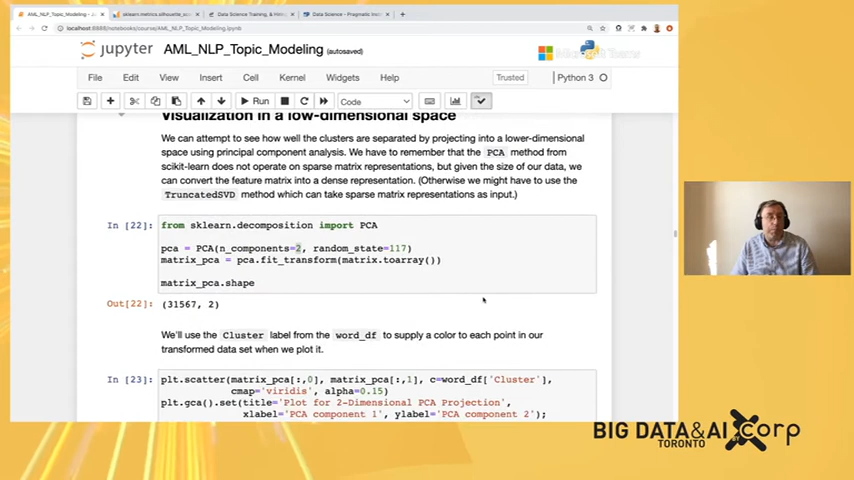 AML_NLP_Topic_Modeling
sklearn.metrics.silhouette_sc
Data Science Training, & Hiri
Data Science - Pragmatic Inst
localhost:8888/notebooks/course/AML_NLP_Topic_Modeling.ipynb
jupyter AML_NLP_Topic_Modeling (autosaved)
Microsoft Teams
File Edit View Insert Cell Kernel Widgets Help Trusted Python 3
Run Code
Visualization in a low-dimensional space
We can attempt to see how well the clusters are separated by projecting into a lower-dimensional
space using principal component analysis. We have to remember that the PCA method from
scikit-learn does not operate on sparse matrix representations, but given the size of our data, we
can convert the feature matrix into a dense representation. (Otherwise we might have to use the
TruncatedSVD method which can take sparse matrix representations as input.)
In [22]: from sklearn.decomposition import PCA
pca = PCA(n_components=2, random_state=117)
matrix_pca = pca.fit_transform(matrix.toarray())
matrix_pca.shape
Out[22]: (31567, 2)
We'll use the Cluster label from the word_df to supply a color to each point in our
transformed data set when we plot it.
In [23]: plt.scatter(matrix_pca[:,0], matrix_pca[:,1], c=word_df['Cluster'],
cmap='viridis', alpha=0.15)
plt.gca().set(title='Plot for 2-Dimensional PCA Projection',
xlabel='PCA component 1', ylabel='PCA component 2');
BIG DATA&AI
TORONTO
BY
corp